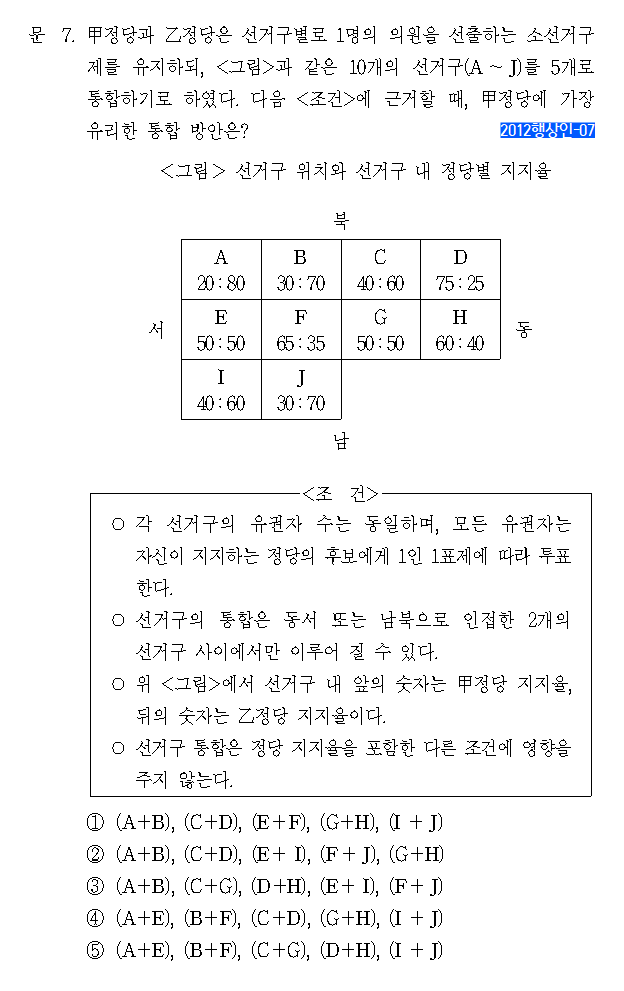 문 7. 甲정당과 乙정당은 선거구별로 1명의 의원을 선출하는 소선거구
제를 유지하되, <그림>과 같은 10개의 선거구(A ~ J)를 5개로
통합하기로 하였다. 다음 <조건>에 근거할 때, 甲정당에 가장
유리한 통합 방안은? 2012행상인-07
<그림> 선거구 위치와 선거구 내 정당별 지지율
북
A B C D
20:80 30:70 40:60 75:25
서 E F G H 동
50:50 65:35 50:50 60:40
I J
40:60 30:70
남
<조 건>
○ 각 선거구의 유권자 수는 동일하며, 모든 유권자는
자신이 지지하는 정당의 후보에게 1인 1표제에 따라 투표
한다.
○ 선거구의 통합은 동서 또는 남북으로 인접한 2개의
선거구 사이에서만 이루어 질 수 있다.
○ 위 <그림>에서 선거구 내 앞의 숫자는 甲정당 지지율,
뒤의 숫자는 乙정당 지지율이다.
○ 선거구 통합은 정당 지지율을 포함한 다른 조건에 영향을
주지 않는다.
① (A+B), (C+D), (E+F), (G+H), (I + J)
② (A+B), (C+D), (E+ I), (F+ J), (G+H)
③ (A+B), (C+G), (D+H), (E+ I), (F+ J)
④ (A+E), (B+F), (C+D), (G+H), (I + J)
⑤ (A+E), (B+F), (C+G), (D+H), (I + J)